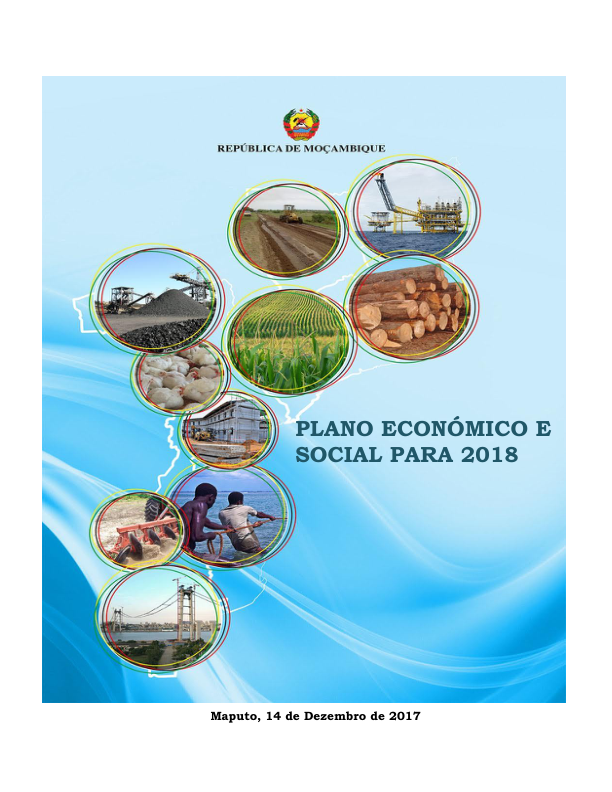 REPÚBLICA DE MOÇAMBIQUE
PLANO ECONÓMICO E
SOCIAL PARA 2018
Maputo, 14 de Dezembro de 2017